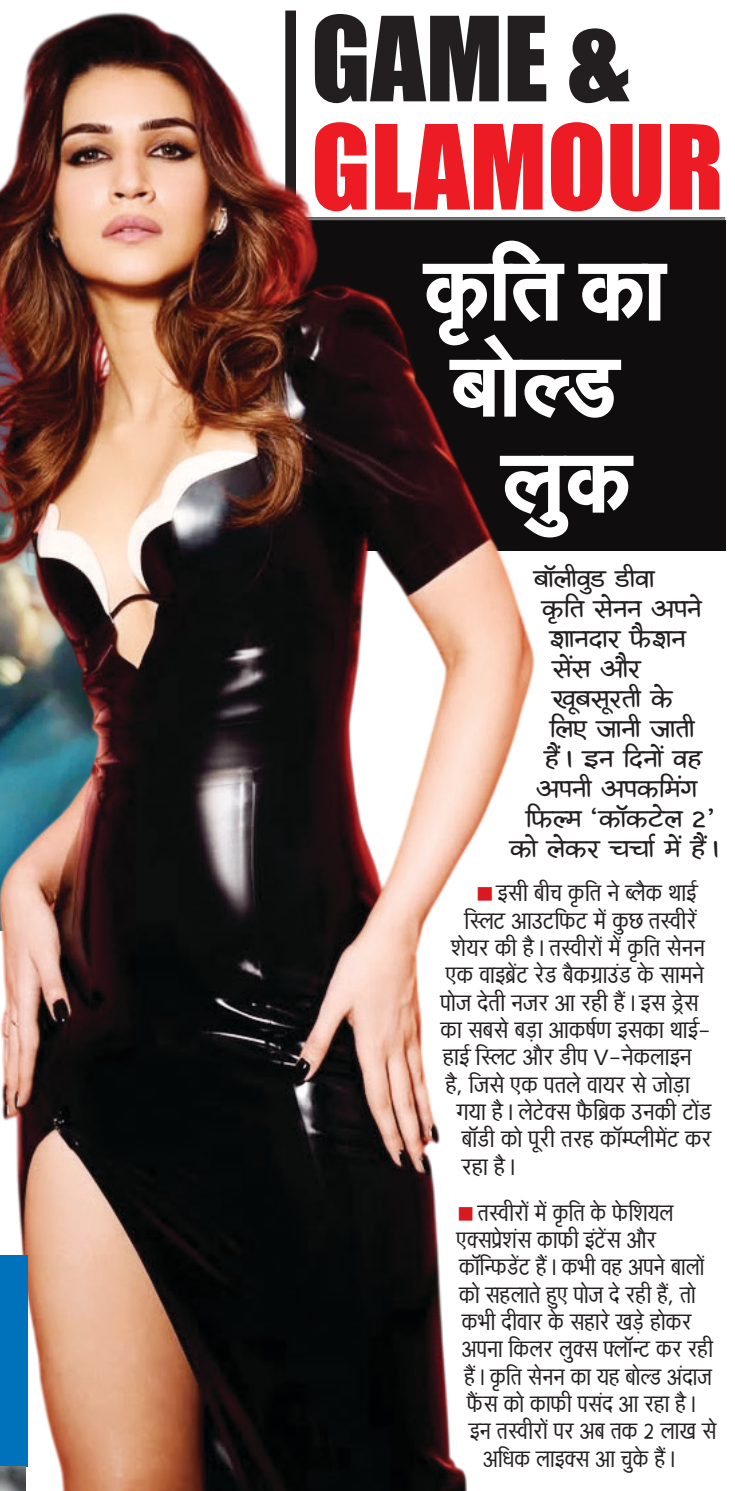 GAME &
GLAMOUR
कृति का
बोल्ड
लुक
बॉलीवुड डीवा
कृति सेनन अपने
शानदार फैशन
सेंस और
खूबसूरती के
लिए जानी जाती
हैं। इन दिनों वह
अपनी अपकमिंग
फिल्म ‘कॉकटेल 2’
को लेकर चर्चा में हैं।
■ इसी बीच कृति ने ब्लैक थाई
स्लिट आउटफिट में कुछ तस्वीरें
शेयर की है। तस्वीरों में कृति सेनन
एक वाइब्रेंट रेड बैकग्राउंड के सामने
पोज देती नजर आ रही हैं। इस ड्रेस
का सबसे बड़ा आकर्षण इसका थाई-
हाई स्लिट और डीप V-नेकलाइन
है, जिसे एक पतले वायर से जोड़ा
गया है। लेटेक्स फैब्रिक उनकी टोंड
बॉडी को पूरी तरह कॉम्प्लीमेंट कर
रहा है।
■ तस्वीरों में कृति के फेशियल
एक्सप्रेशंस काफी इंटेंस और
कॉन्फिडेंट हैं। कभी वह अपने बालों
को सहलाते हुए पोज दे रही हैं, तो
कभी दीवार के सहारे खड़े होकर
अपना किलर लुक्स फ्लॉन्ट कर रही
हैं। कृति सेनन का यह बोल्ड अंदाज
फैंस को काफी पसंद आ रहा है।
इन तस्वीरों पर अब तक 2 लाख से
अधिक लाइक्स आ चुके हैं।